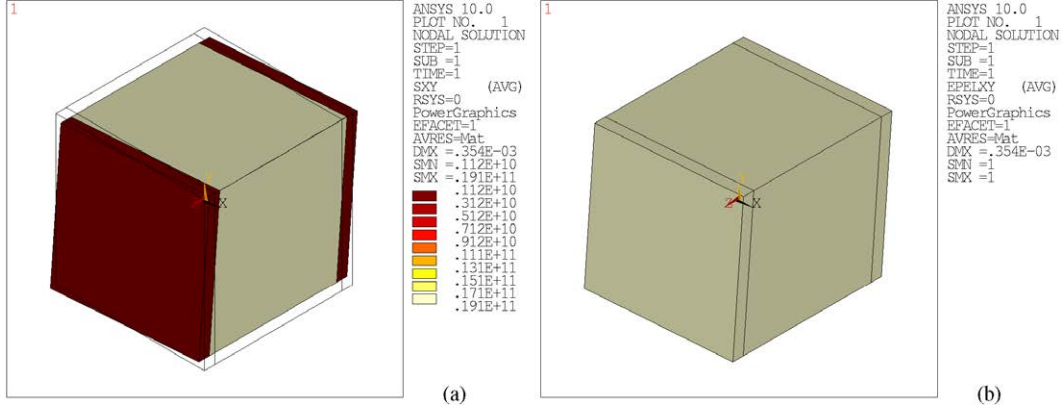 1
ANSYS 10.0
PLOT NO. 1
NODAL SOLUTION
STEP=1
SUB =1
TIME=1
SXY (AVG)
RSYS=0
PowerGraphics
EFACET=1
AVRES=Mat
DMX =.354E-03
SMN =.112E+10
SMX =.191E+11
.112E+10
.312E+10
.512E+10
.712E+10
.912E+10
.111E+11
.131E+11
.151E+11
.171E+11
.191E+11
Z X
(a)
1
ANSYS 10.0
PLOT NO. 1
NODAL SOLUTION
STEP=1
SUB =1
TIME=1
EPELXY (AVG)
RSYS=0
PowerGraphics
EFACET=1
AVRES=Mat
DMX =.354E-03
SMN =1
SMX =1
Z X
(b)